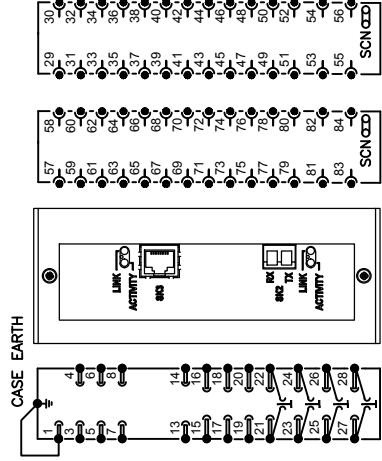 30 32 34 36 38 40 42 44 46 48 50 52 54 56
29 31 33 35 37 39 41 43 45 47 49 51 53 55
SCN
58 60 62 64 66 68 70 72 74 76 78 80 82 84
57 59 61 63 65 67 69 71 73 75 77 79 81 83
SCN
LINK
ACTIVITY
SK3
RX
TX
SK2
LINK
ACTIVITY
CASE EARTH
4 6 8 14 16 18 20 22 24 26 28
1 3 5 7 13 15 17 19 21 23 25 27